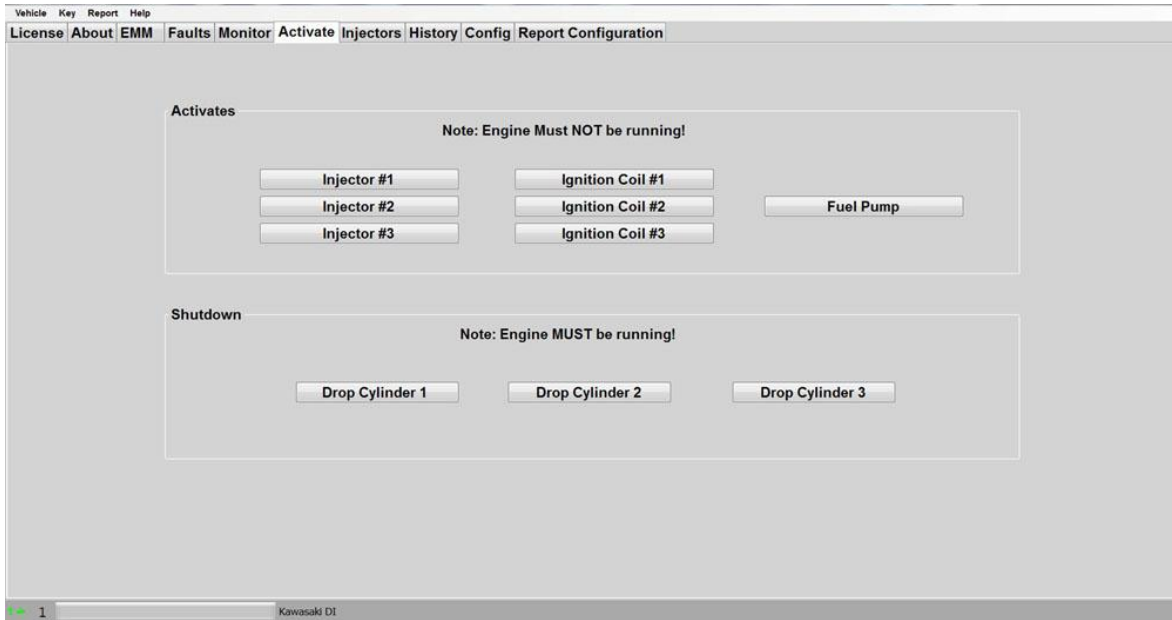 Vehicle Key Report Help
License About EMM Faults Monitor Activate Injectors History Config Report Configuration
Activates
Note: Engine Must NOT be running!
Injector #1 Ignition Coil #1
Injector #2 Ignition Coil #2 Fuel Pump
Injector #3 Ignition Coil #3
Shutdown
Note: Engine MUST be running!
Drop Cylinder 1 Drop Cylinder 2 Drop Cylinder 3
1 Kawasaki DI